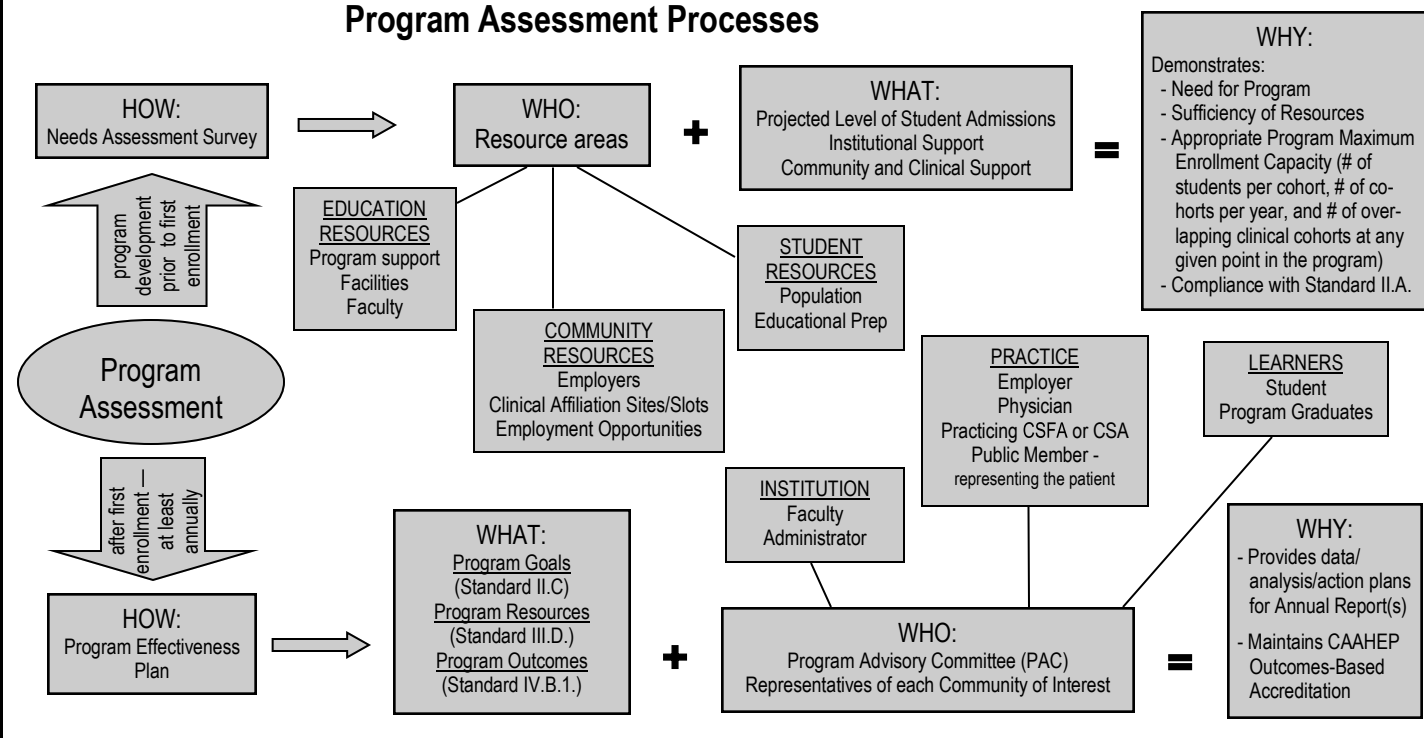 Program Assessment Processes
HOW:
Needs Assessment Survey
WHO:
Resource areas
+
WHAT:
Projected Level of Student Admissions
Institutional Support
Community and Clinical Support
=
WHY:
Demonstrates:
- Need for Program
- Sufficiency of Resources
- Appropriate Program Maximum
Enrollment Capacity (# of
students per cohort, # of co-
horts per year, and # of over-
lapping clinical cohorts at any
given point in the program)
- Compliance with Standard II.A.
program
development
prior to first
enrollment
EDUCATION
RESOURCES
Program support
Facilities
Faculty
COMMUNITY
RESOURCES
Employers
Clinical Affiliation Sites/Slots
Employment Opportunities
STUDENT
RESOURCES
Population
Educational Prep
Program
Assessment
PRACTICE
Employer
Physician
Practicing CSFA or CSA
Public Member -
representing the patient
LEARNERS
Student
Program Graduates
INSTITUTION
Faculty
Administrator
after first
enrollment —
at least
annually
HOW:
Program Effectiveness
Plan
WHAT:
Program Goals
(Standard II.C)
Program Resources
(Standard III.D.)
Program Outcomes
(Standard IV.B.1.)
+
WHO:
Program Advisory Committee (PAC)
Representatives of each Community of Interest
=
WHY:
- Provides data/
analysis/action plans
for Annual Report(s)
- Maintains CAAHEP
Outcomes-Based
Accreditation